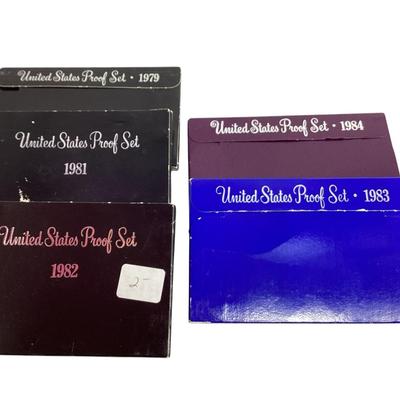 United States Proof Set · 1979
United States Proof Set
1981
United States Proof Set
1982
25
United States Proof Set · 1984
United States Proof Set · 1983